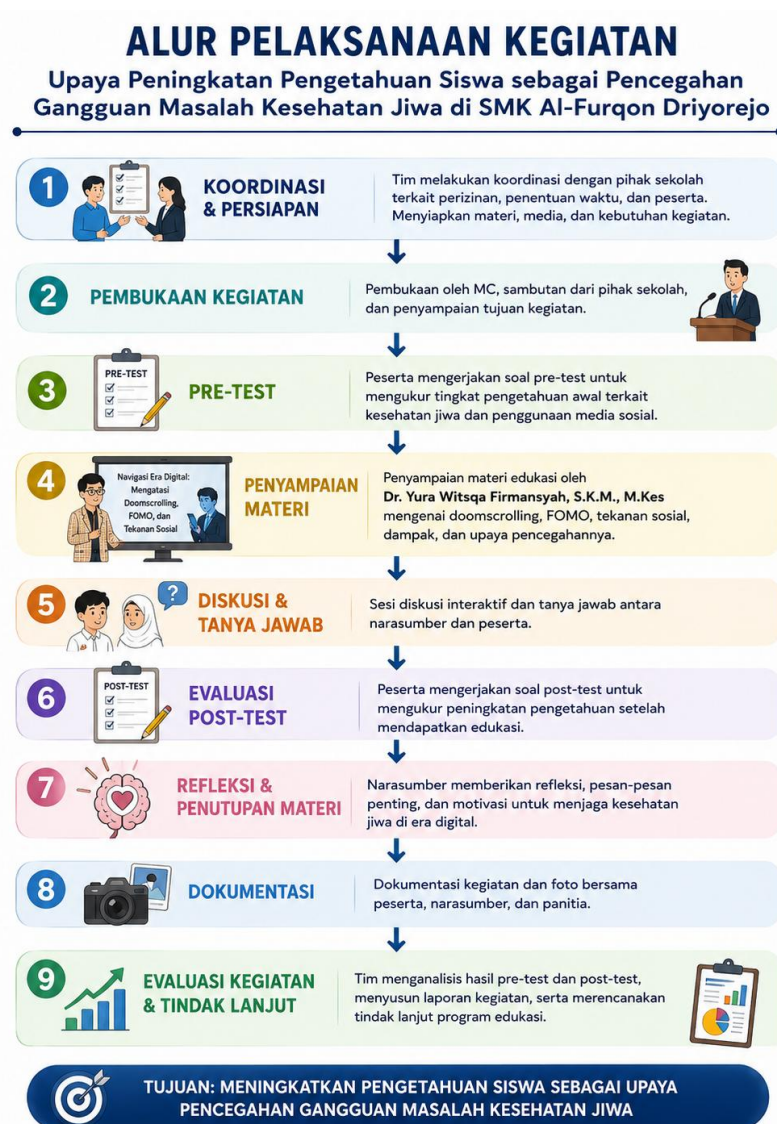 ALUR PELAKSANAAN KEGIATAN
Upaya Peningkatan Pengetahuan Siswa sebagai Pencegahan
Gangguan Masalah Kesehatan Jiwa di SMK Al-Furqon Driyorejo
1
KOORDINASI
& PERSIAPAN
Tim melakukan koordinasi dengan pihak sekolah
terkait perizinan, penentuan waktu, dan peserta.
Menyiapkan materi, media, dan kebutuhan kegiatan.
2
PEMBUKAAN KEGIATAN
Pembukaan oleh MC, sambutan dari pihak sekolah,
dan penyampaian tujuan kegiatan.
3
PRE-TEST
PRE-TEST
Peserta mengerjakan soal pre-test untuk
mengukur tingkat pengetahuan awal terkait
kesehatan jiwa dan penggunaan media sosial.
4
Navigasi Era Digital:
Mengatasi
Doomscrolling,
FOMO, dan
Tekanan Sosial
PENYAMPAIAN
MATERI
Penyampaian materi edukasi oleh
Dr. Yura Witsqa Firmansyah, S.K.M., M.Kes
mengenai doomscrolling, FOMO, tekanan sosial,
dampak, dan upaya pencegahannya.
5
?
DISKUSI &
TANYA JAWAB
Sesi diskusi interaktif dan tanya jawab antara
narasumber dan peserta.
6
POST-TEST
EVALUASI
POST-TEST
Peserta mengerjakan soal post-test untuk
mengukur peningkatan pengetahuan setelah
mendapatkan edukasi.
7
REFLEKSI &
PENUTUPAN MATERI
Narasumber memberikan refleksi, pesan-pesan
penting, dan motivasi untuk menjaga kesehatan
jiwa di era digital.
8
DOKUMENTASI
Dokumentasi kegiatan dan foto bersama
peserta, narasumber, dan panitia.
9
EVALUASI KEGIATAN
& TINDAK LANJUT
Tim menganalisis hasil pre-test dan post-test,
menyusun laporan kegiatan, serta merencanakan
tindak lanjut program edukasi.
TUJUAN: MENINGKATKAN PENGETAHUAN SISWA SEBAGAI UPAYA
PENCEGAHAN GANGGUAN MASALAH KESEHATAN JIWA